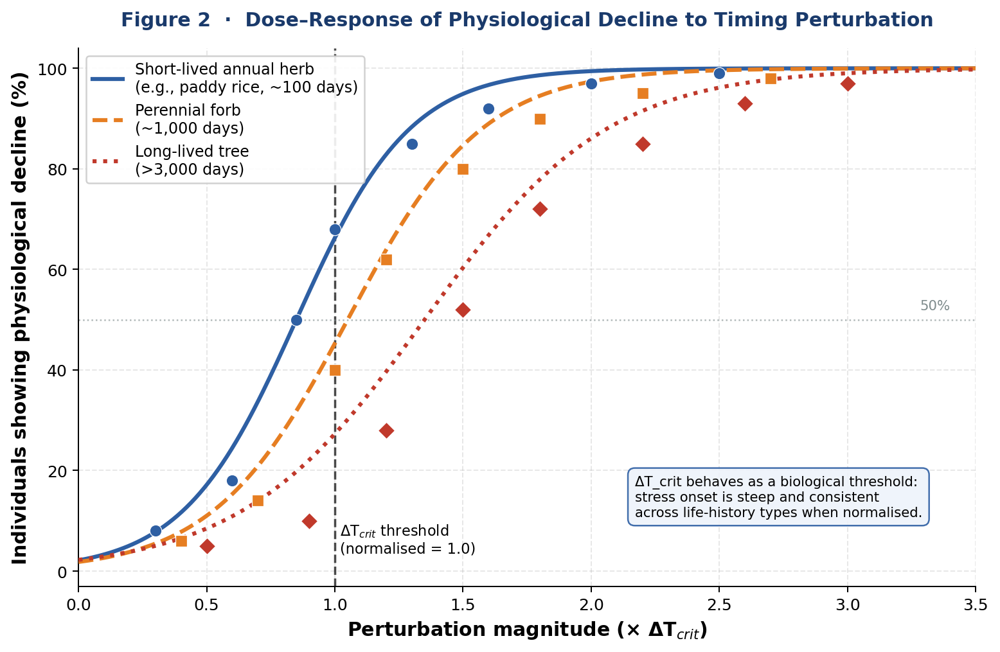 Figure 2 · Dose–Response of Physiological Decline to Timing Perturbation
Individuals showing physiological decline (%)
100
80
60
40
20
0
Short-lived annual herb
(e.g., paddy rice, ~100 days)
Perennial forb
(~1,000 days)
Long-lived tree
(>3,000 days)
50%
ΔT_crit behaves as a biological threshold:
stress onset is steep and consistent
across life-history types when normalised.
ΔTcrit threshold
(normalised = 1.0)
0.0 0.5 1.0 1.5 2.0 2.5 3.0 3.5
Perturbation magnitude (× ΔTcrit)